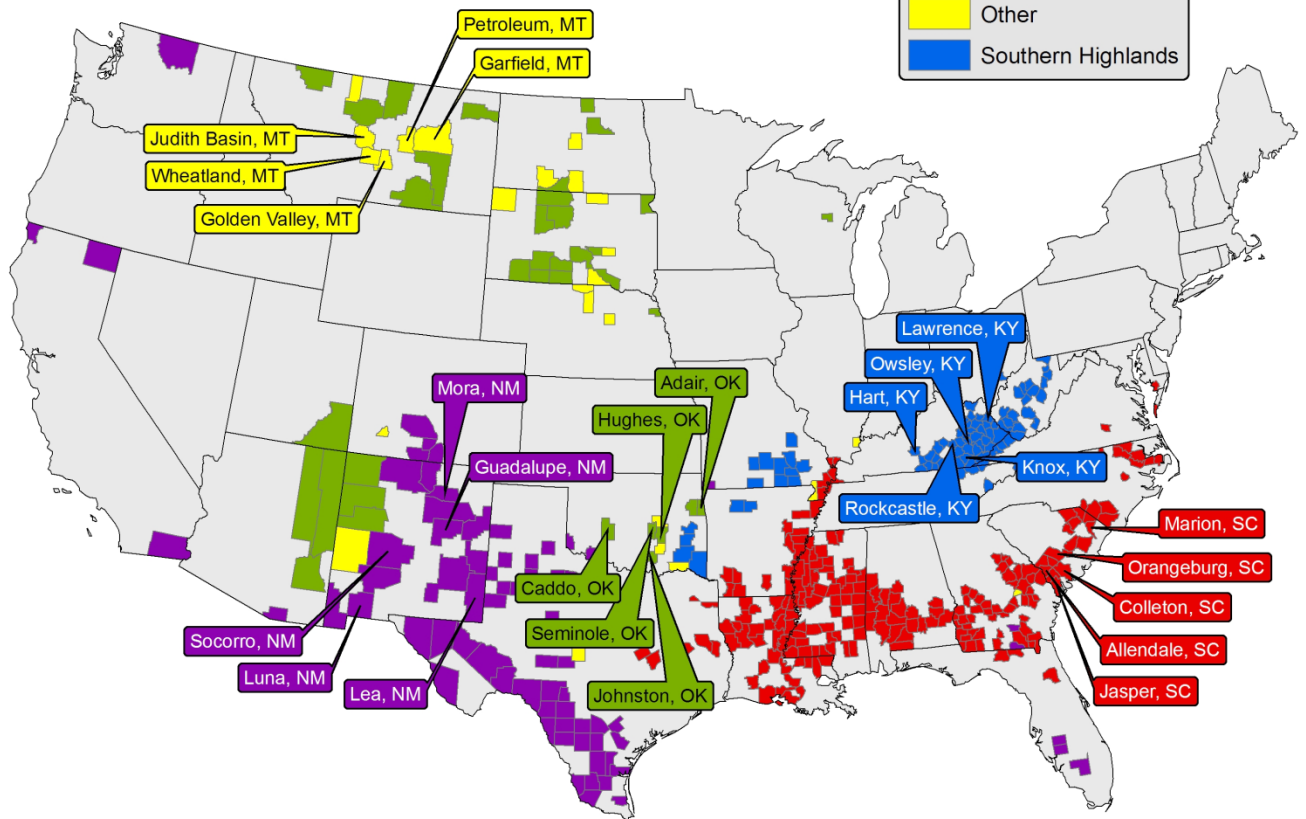 Other
Southern Highlands
Petroleum, MT
Garfield, MT
Judith Basin, MT
Wheatland, MT
Golden Valley, MT
Lawrence, KY
Owsley, KY
Hart, KY
Knox, KY
Rockcastle, KY
Adair, OK
Hughes, OK
Caddo, OK
Seminole, OK
Johnston, OK
Mora, NM
Guadalupe, NM
Socorro, NM
Luna, NM
Lea, NM
Marion, SC
Orangeburg, SC
Colleton, SC
Allendale, SC
Jasper, SC